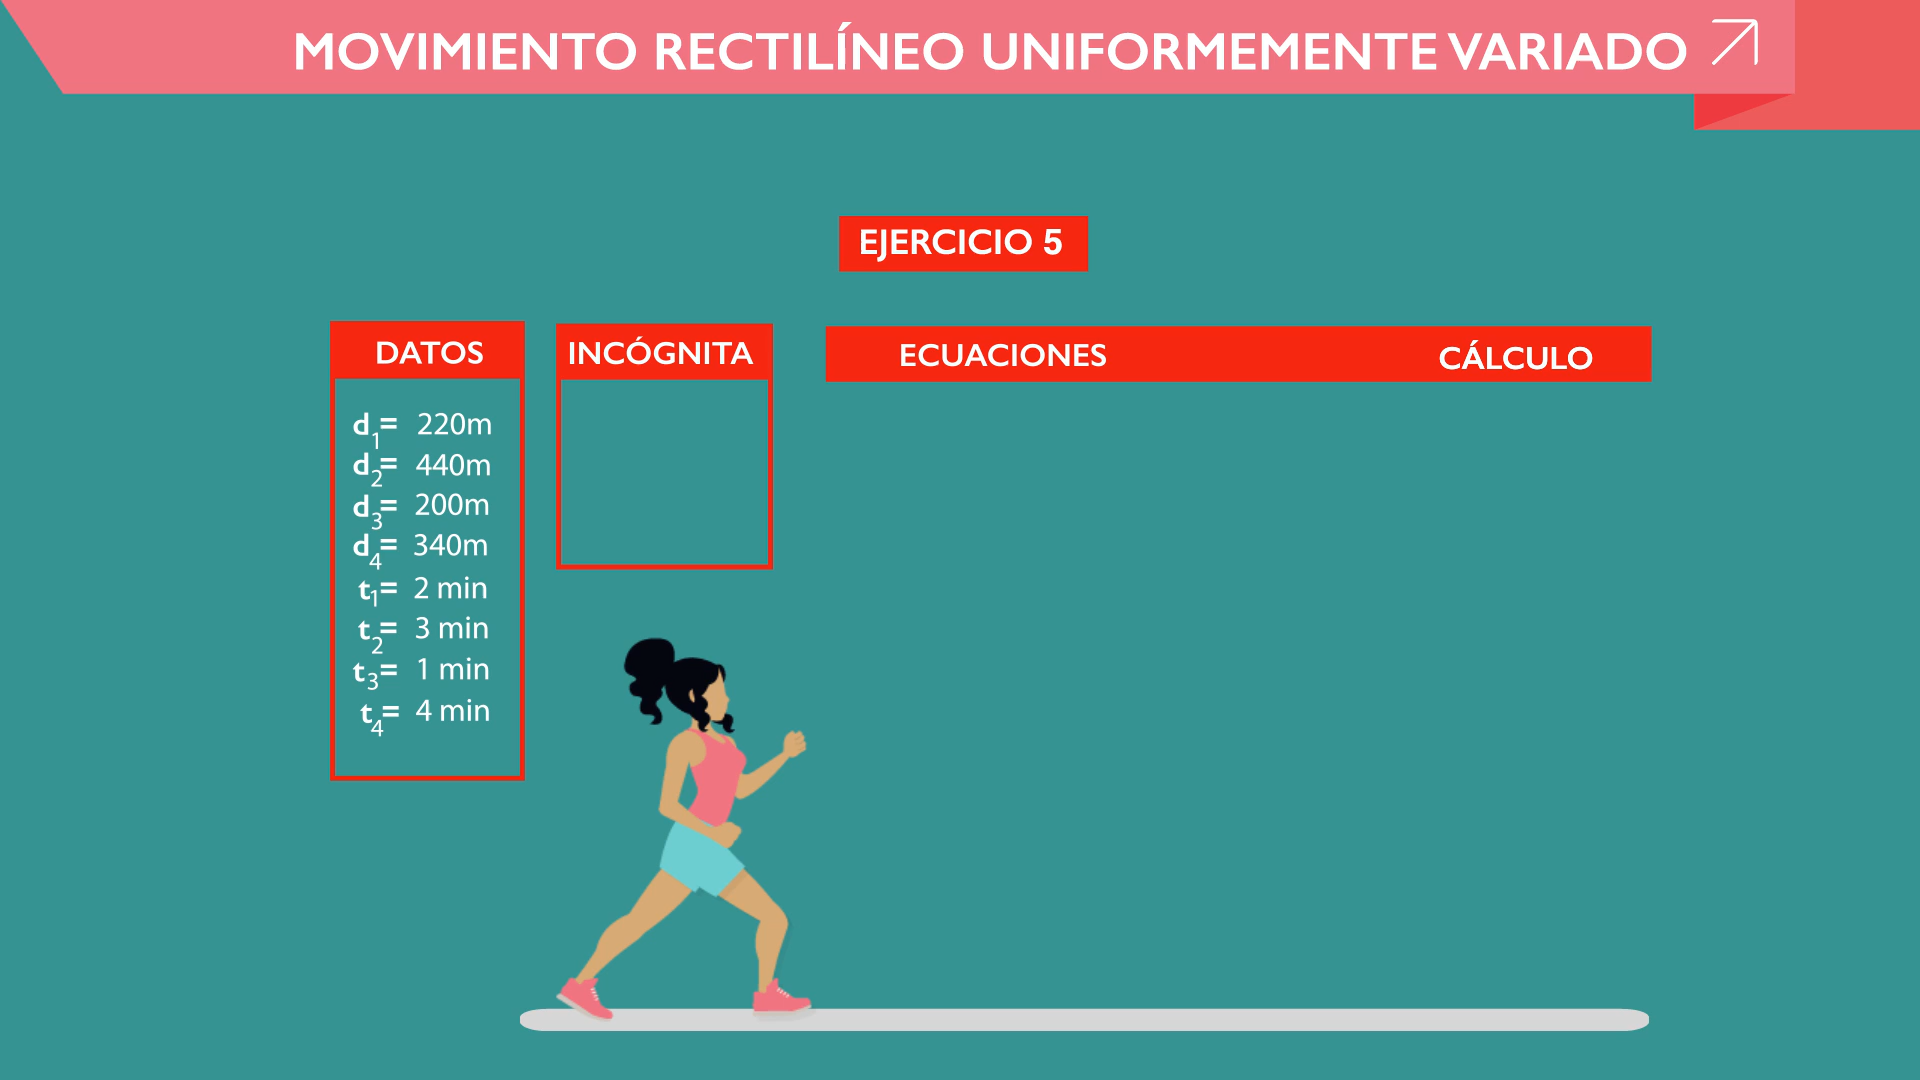 MOVIMIENTO RECTILÍNEO UNIFORMEMENTE VARIADO
EJERCICIO 5
DATOS
d1= 220m
d2= 440m
d3= 200m
d4= 340m
t1= 2 min
t2= 3 min
t3= 1 min
t4= 4 min
INCÓGNITA
ECUACIONES
CÁLCULO